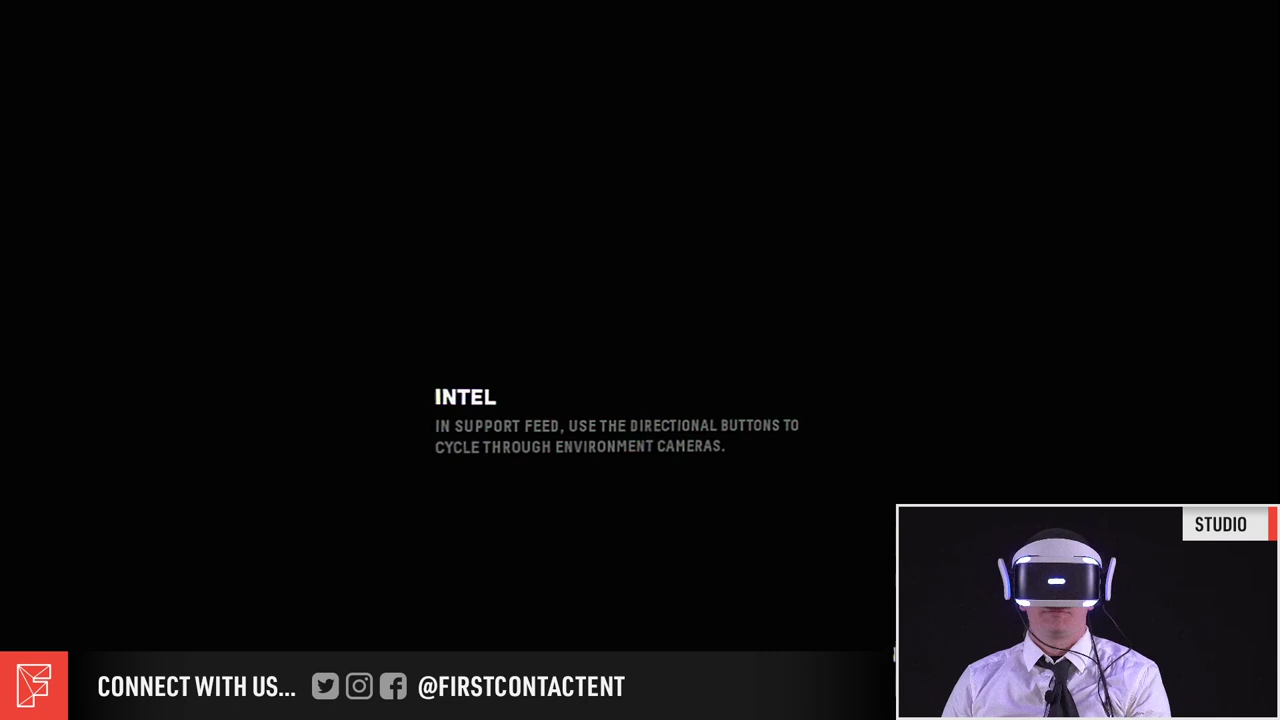 INTEL
IN SUPPORT FEED, USE THE DIRECTIONAL BUTTONS TO
CYCLE THROUGH ENVIRONMENT CAMERAS.
STUDIO
CONNECT WITH US... @FIRSTCONTACTENT